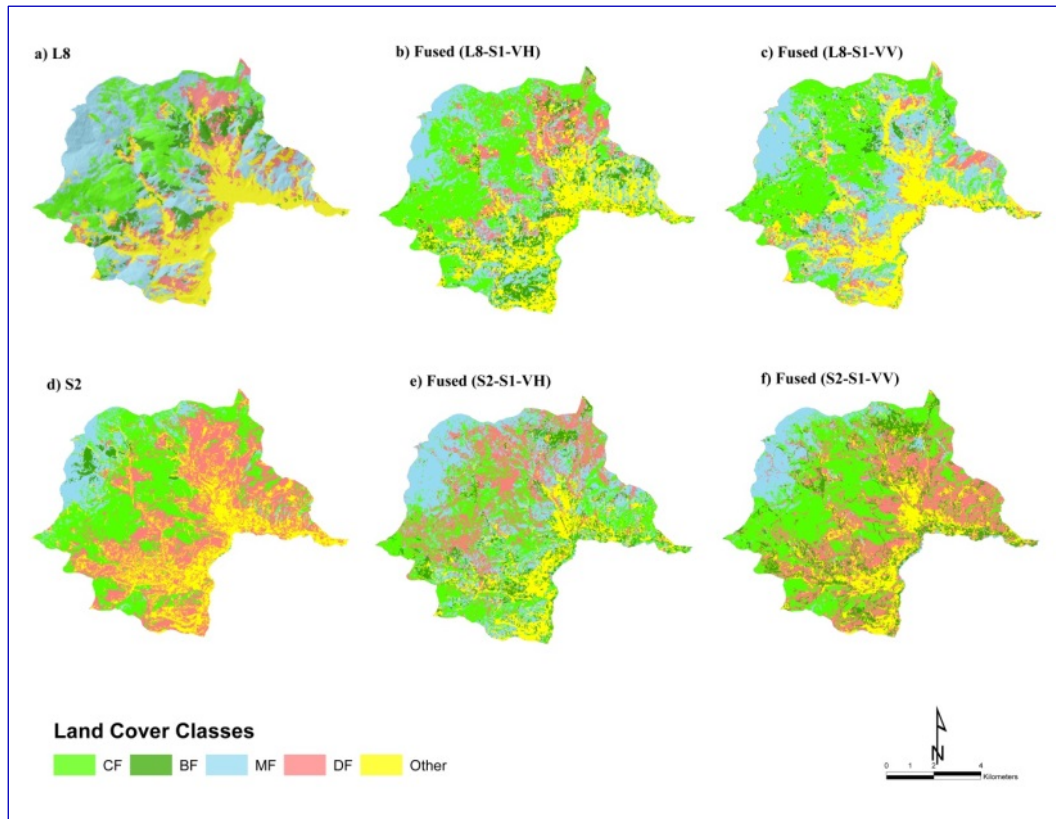 a) L8
b) Fused (L8-S1-VH)
c) Fused (L8-S1-VV)
d) S2
e) Fused (S2-S1-VH)
f) Fused (S2-S1-VV)
Land Cover Classes
CF BF MF DF Other
N
0 1 2 4
Kilometers